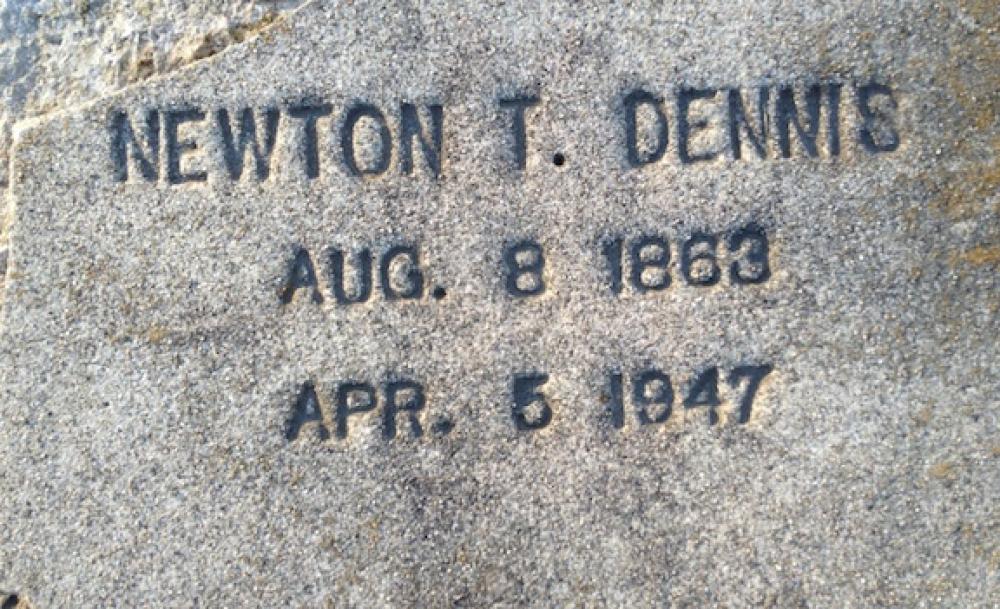 NEWTON T. DENNIS
AUG. 8 1863
APR. 5 1947